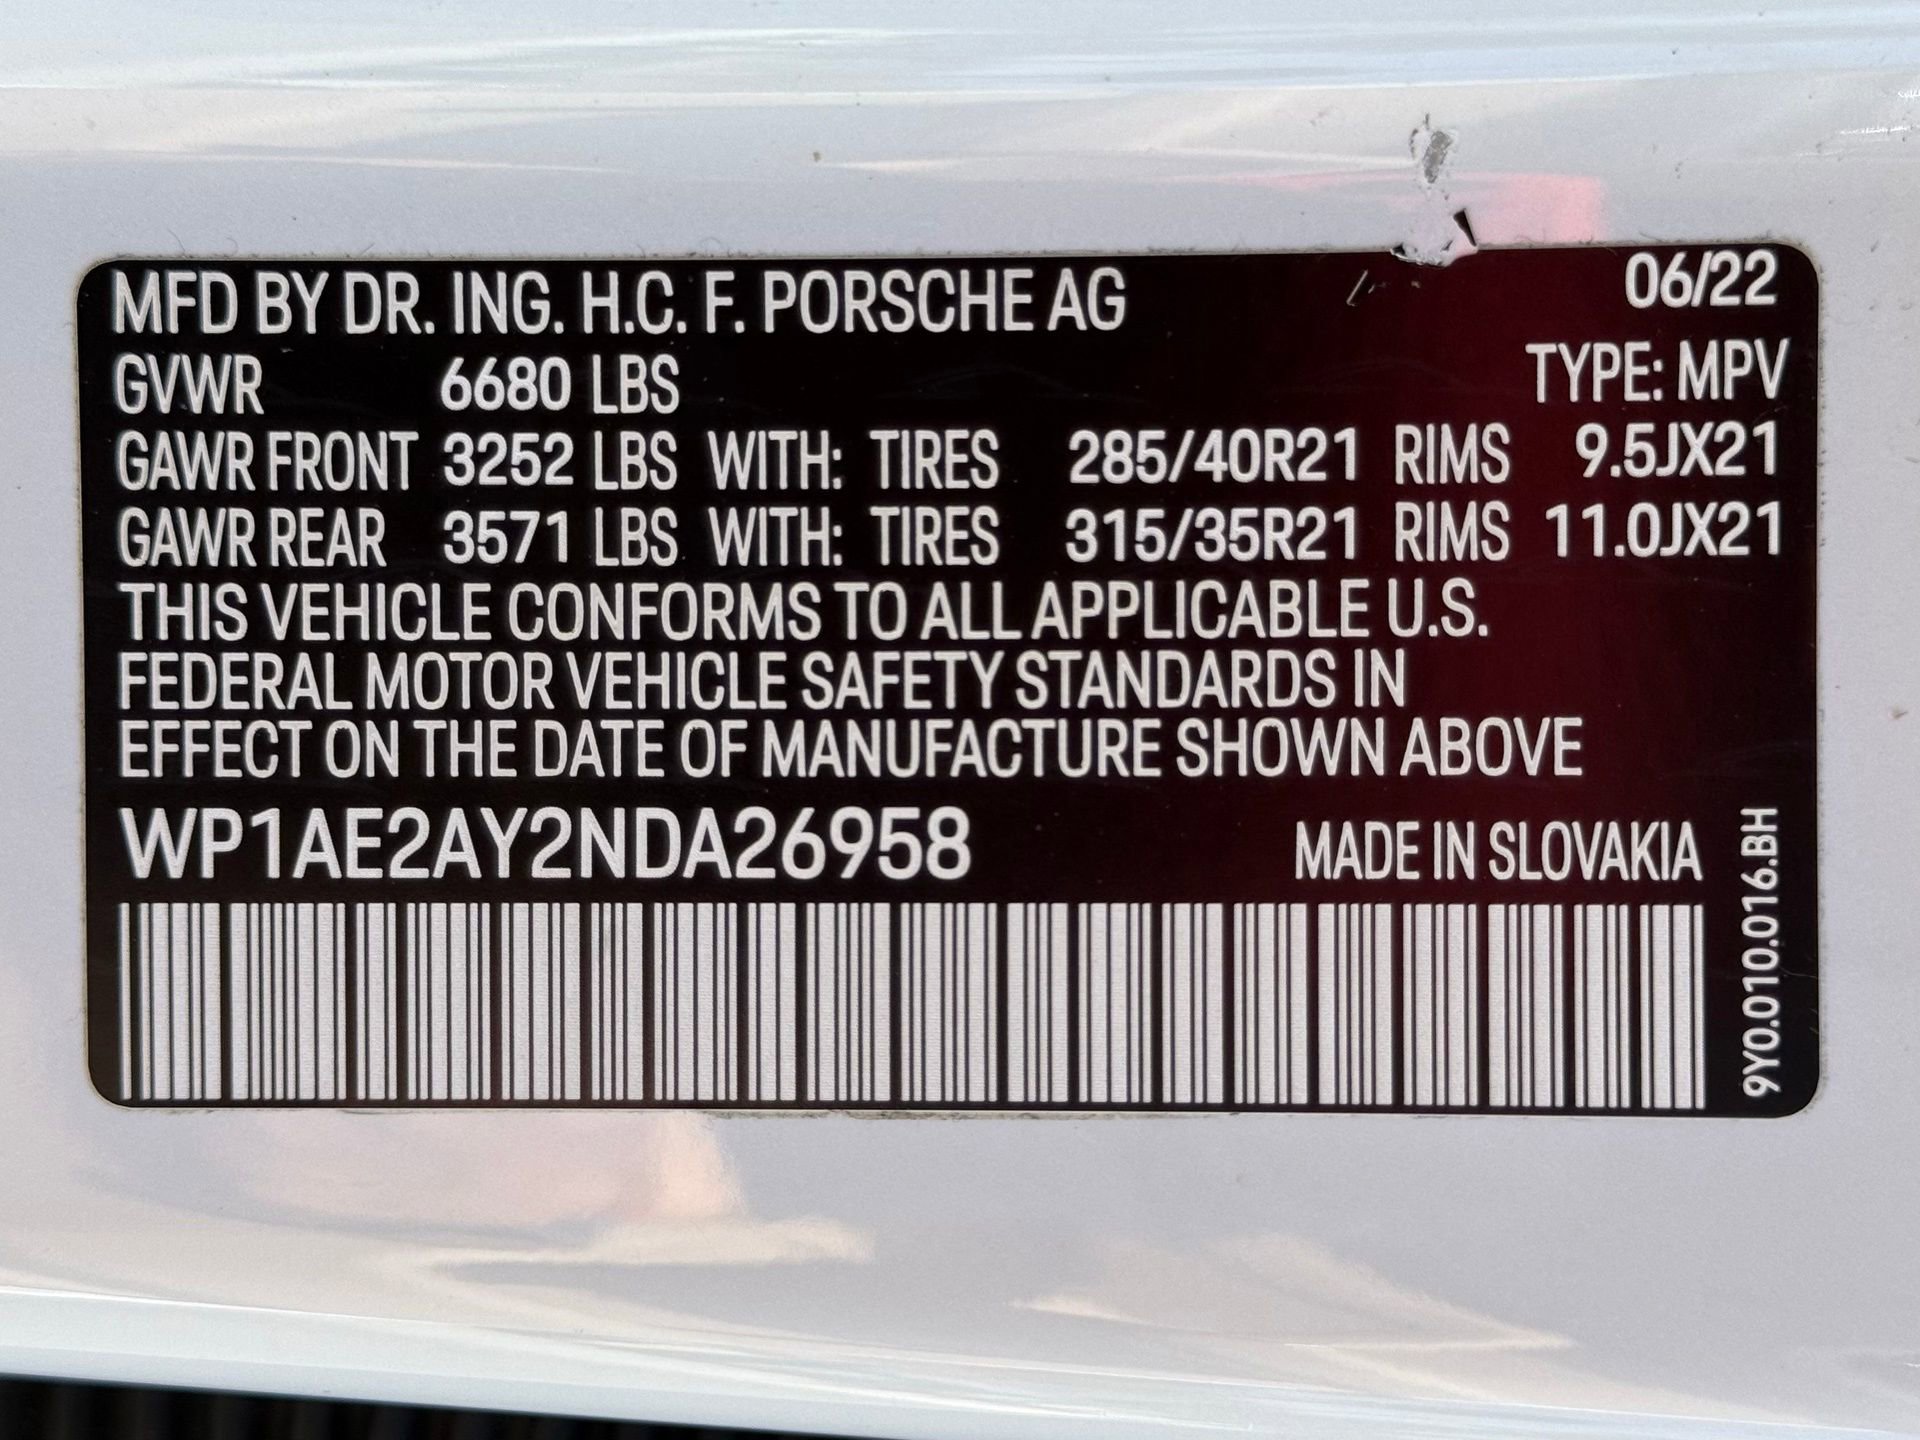 MFD BY DR. ING. H.C. F. PORSCHE AG 06/22
GVWR 6680 LBS TYPE: MPV
GAWR FRONT 3252 LBS WITH: TIRES 285/40R21 RIMS 9.5JX21
GAWR REAR 3571 LBS WITH: TIRES 315/35R21 RIMS 11.0JX21
THIS VEHICLE CONFORMS TO ALL APPLICABLE U.S.
FEDERAL MOTOR VEHICLE SAFETY STANDARDS IN
EFFECT ON THE DATE OF MANUFACTURE SHOWN ABOVE
WP1AE2AY2NDA26958 MADE IN SLOVAKIA
9Y0.010.016.BH